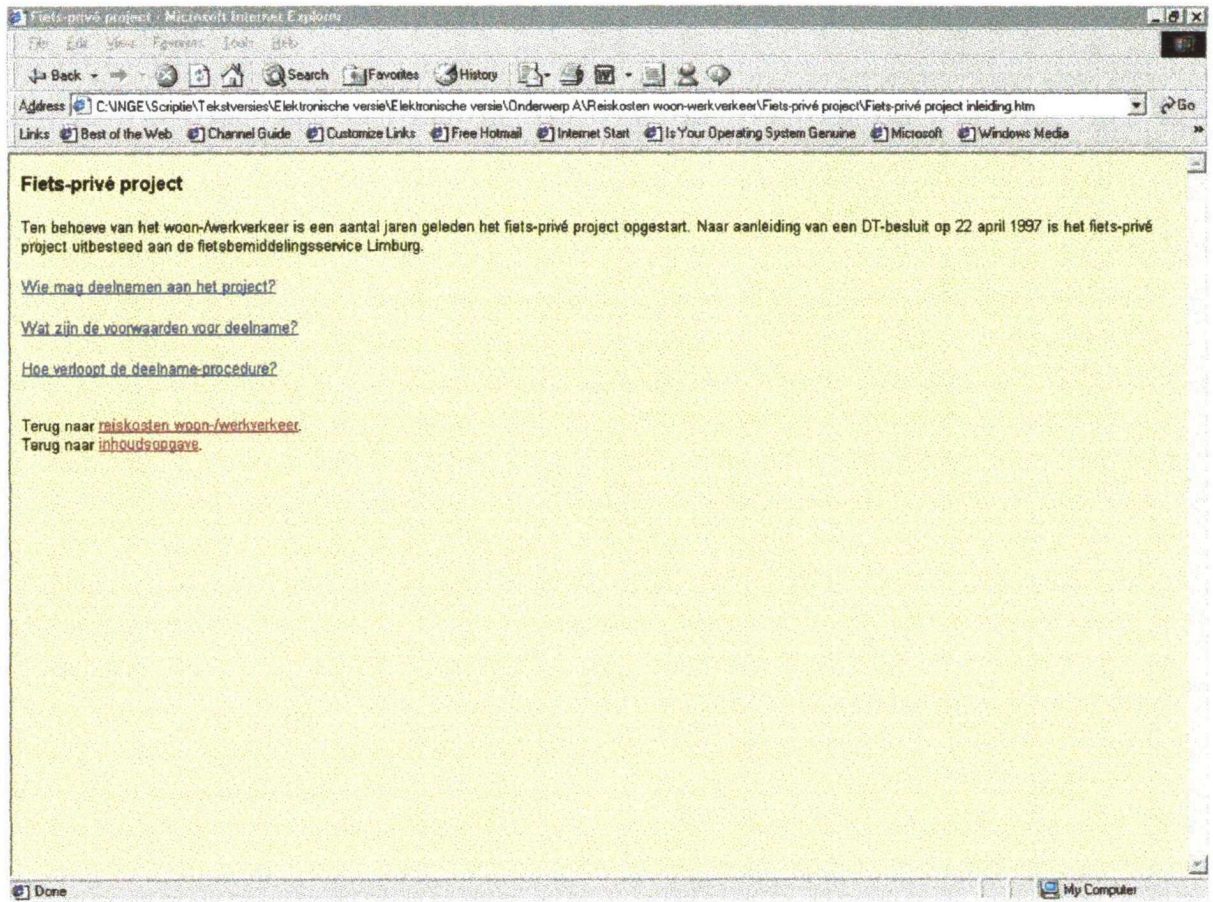 Fiets-privé project - Microsoft Internet Explorer
File Edit View Favorites Tools Help
Back Search Favorites History
Address C:\INGE\Scriptie\Tekstversies\Elektronische versie\Elektronische versie\Onderwerp A\Reiskosten woon-werkverkeer\Fiets-privé project\Fiets-privé project inleiding.htm Go
Links Best of the Web Channel Guide Customize Links Free Hotmail Internet Start Is Your Operating System Genuine Microsoft Windows Media »
Fiets-privé project
Ten behoeve van het woon-/werkverkeer is een aantal jaren geleden het fiets-privé project opgestart. Naar aanleiding van een DT-besluit op 22 april 1997 is het fiets-privé
project uitbesteed aan de fietsbemiddelingsservice Limburg.
Wie mag deelnemen aan het project?
Wat zijn de voorwaarden voor deelname?
Hoe verloopt de deelname-procedure?
Terug naar reiskosten woon-/werkverkeer.
Terug naar inhoudsopgave.
Done My Computer